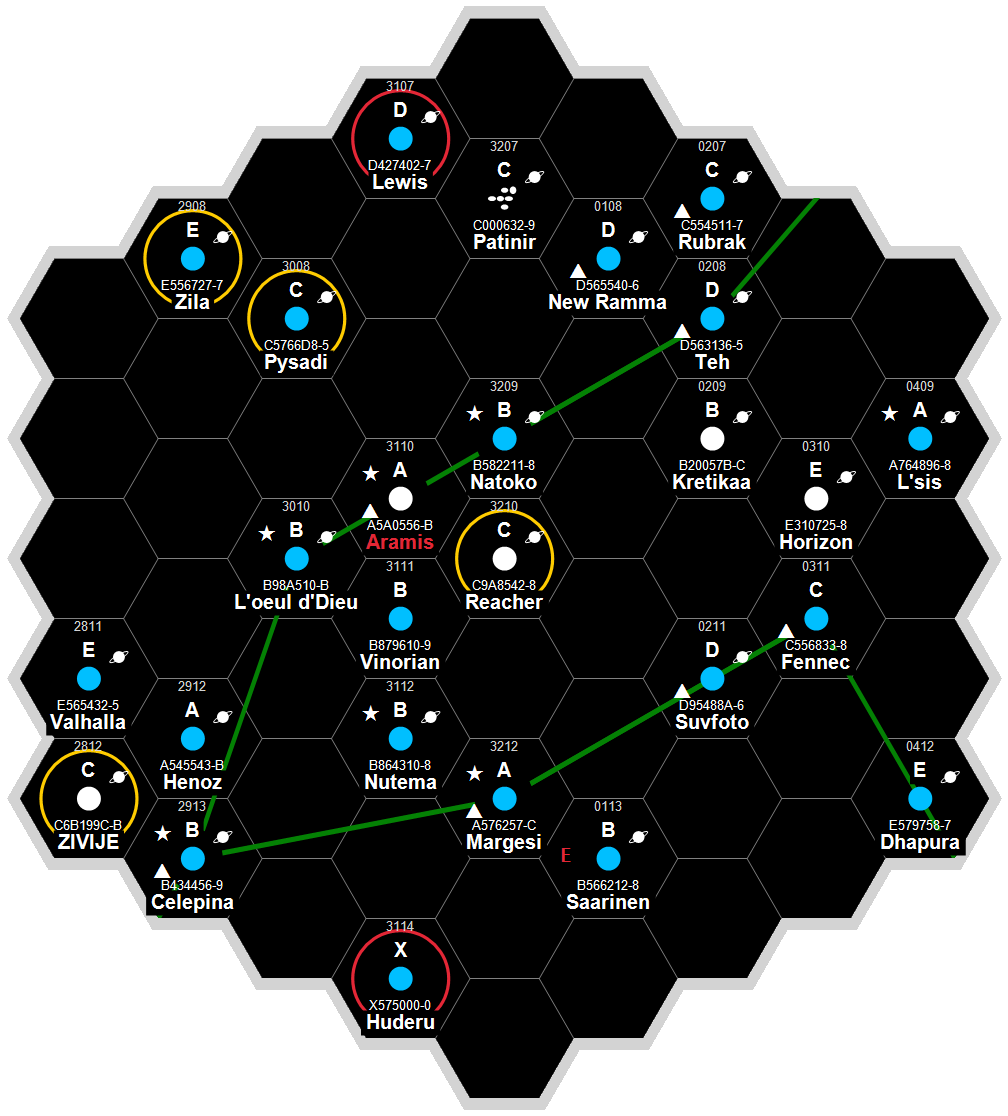 3107
D
D427402-7
Lewis
3207
C
C000632-9
Patinir
0207
C
C554511-7
Rubrak
2908
E
E556727-7
Zila
0108
D
D565540-6
New Ramma
3008
C
C5766D8-5
Pysadi
0208
D
D563136-5
Teh
3209
B
B582211-8
Natoko
0209
B
B20057B-C
Kretikaa
0409
A
A764896-8
L'sis
3110
A
A5A0556-B
Aramis
0310
E
E310725-8
Horizon
3010
B
B98A510-B
L'oeul d'Dieu
3210
C
C9A8542-8
Reacher
3111
B
B879610-9
Vinorian
0311
C
C556833-8
Fennec
2811
E
E565432-5
Valhalla
0211
D
D95488A-6
Suvfoto
2912
A
A545543-B
Henoz
3112
B
B864310-8
Nutema
2812
C
C6B199C-B
ZIVIJE
3212
A
A576257-C
Margesi
0412
E
E579758-7
Dhapura
2913
B
B434456-9
Celepina
0113
B
E
B566212-8
Saarinen
3114
X
X575000-0
Huderu